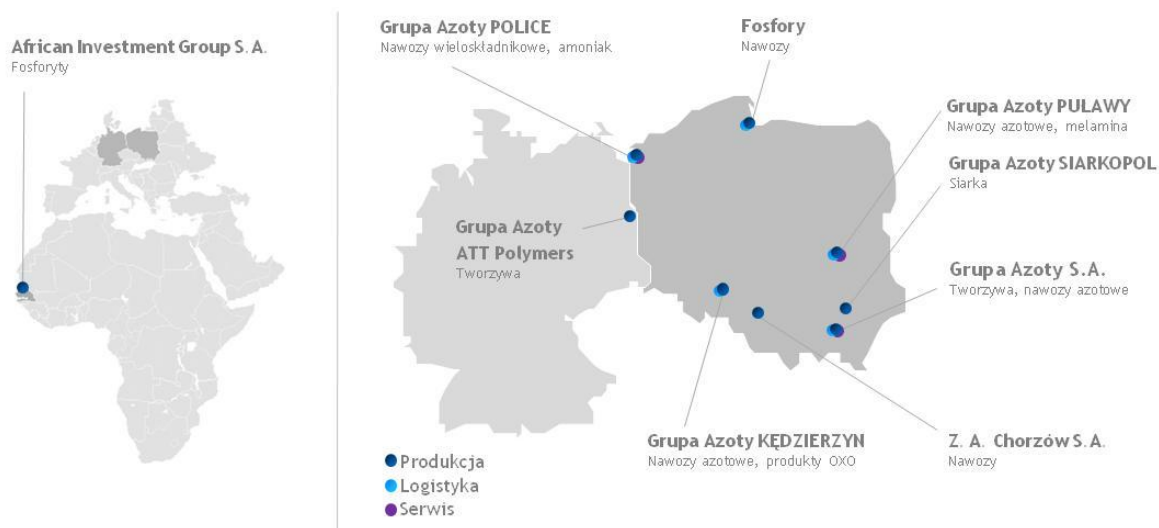 African Investment Group S. A.
Fosforyty
Grupa Azoty POLICE
Nawozy wieloskładnikowe, amoniak
Fosfory
Nawozy
Grupa Azoty PULAWY
Nawozy azotowe, melamina
Grupa Azoty SIARKOPOL
Siarka
Grupa Azoty
ATT Polymers
Tworzywa
Grupa Azoty S.A.
Tworzywa, nawozy azotowe
Grupa Azoty KĘDZIERZYN
Nawozy azotowe, produkty OXO
Z. A. Chorzów S. A.
Nawozy
Produkcja
Logistyka
Serwis